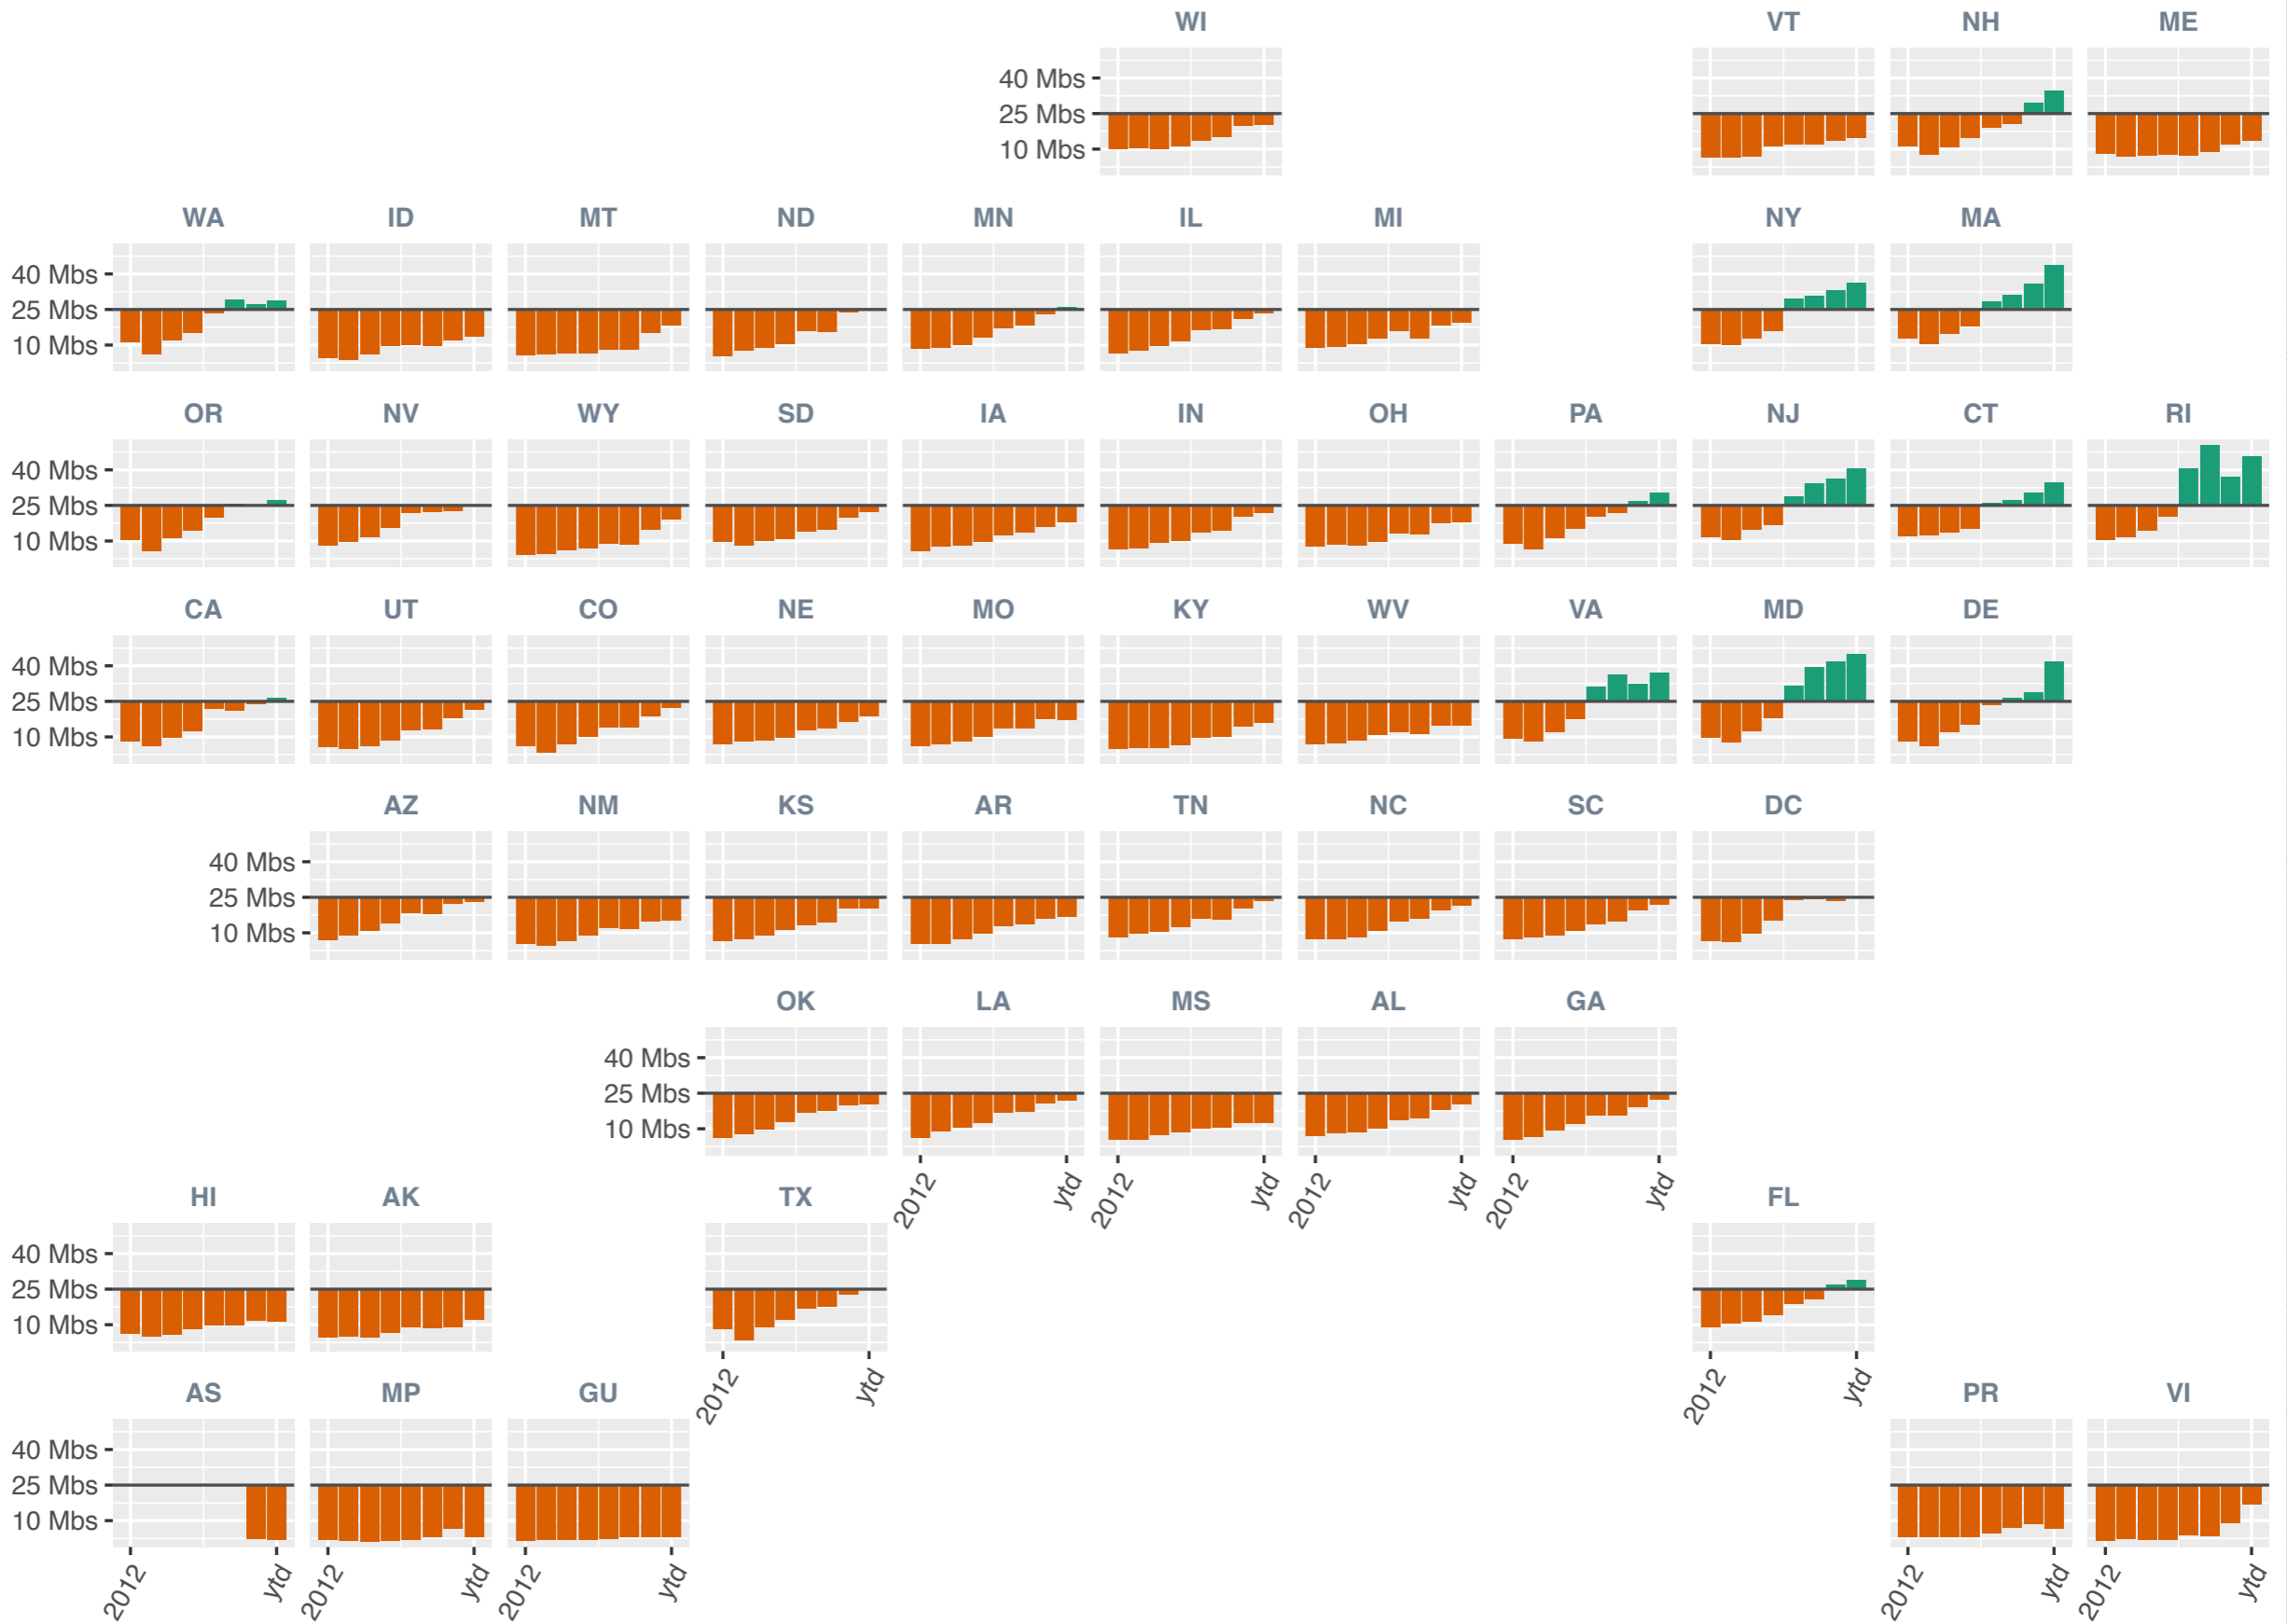 WI VT NH ME
40 Mbs
25 Mbs
10 Mbs
WA ID MT ND MN IL MI NY MA
40 Mbs
25 Mbs
10 Mbs
OR NV WY SD IA IN OH PA NJ CT RI
40 Mbs
25 Mbs
10 Mbs
CA UT CO NE MO KY WV VA MD DE
40 Mbs
25 Mbs
10 Mbs
AZ NM KS AR TN NC SC DC
40 Mbs
25 Mbs
10 Mbs
OK LA MS AL GA
40 Mbs
25 Mbs
10 Mbs
2012 ytd 2012 ytd 2012 ytd 2012 ytd
HI AK TX FL
40 Mbs
25 Mbs
10 Mbs
2012 ytd 2012 ytd
AS MP GU PR VI
40 Mbs
25 Mbs
10 Mbs
2012 ytd 2012 ytd 2012 ytd 2012 ytd 2012 ytd